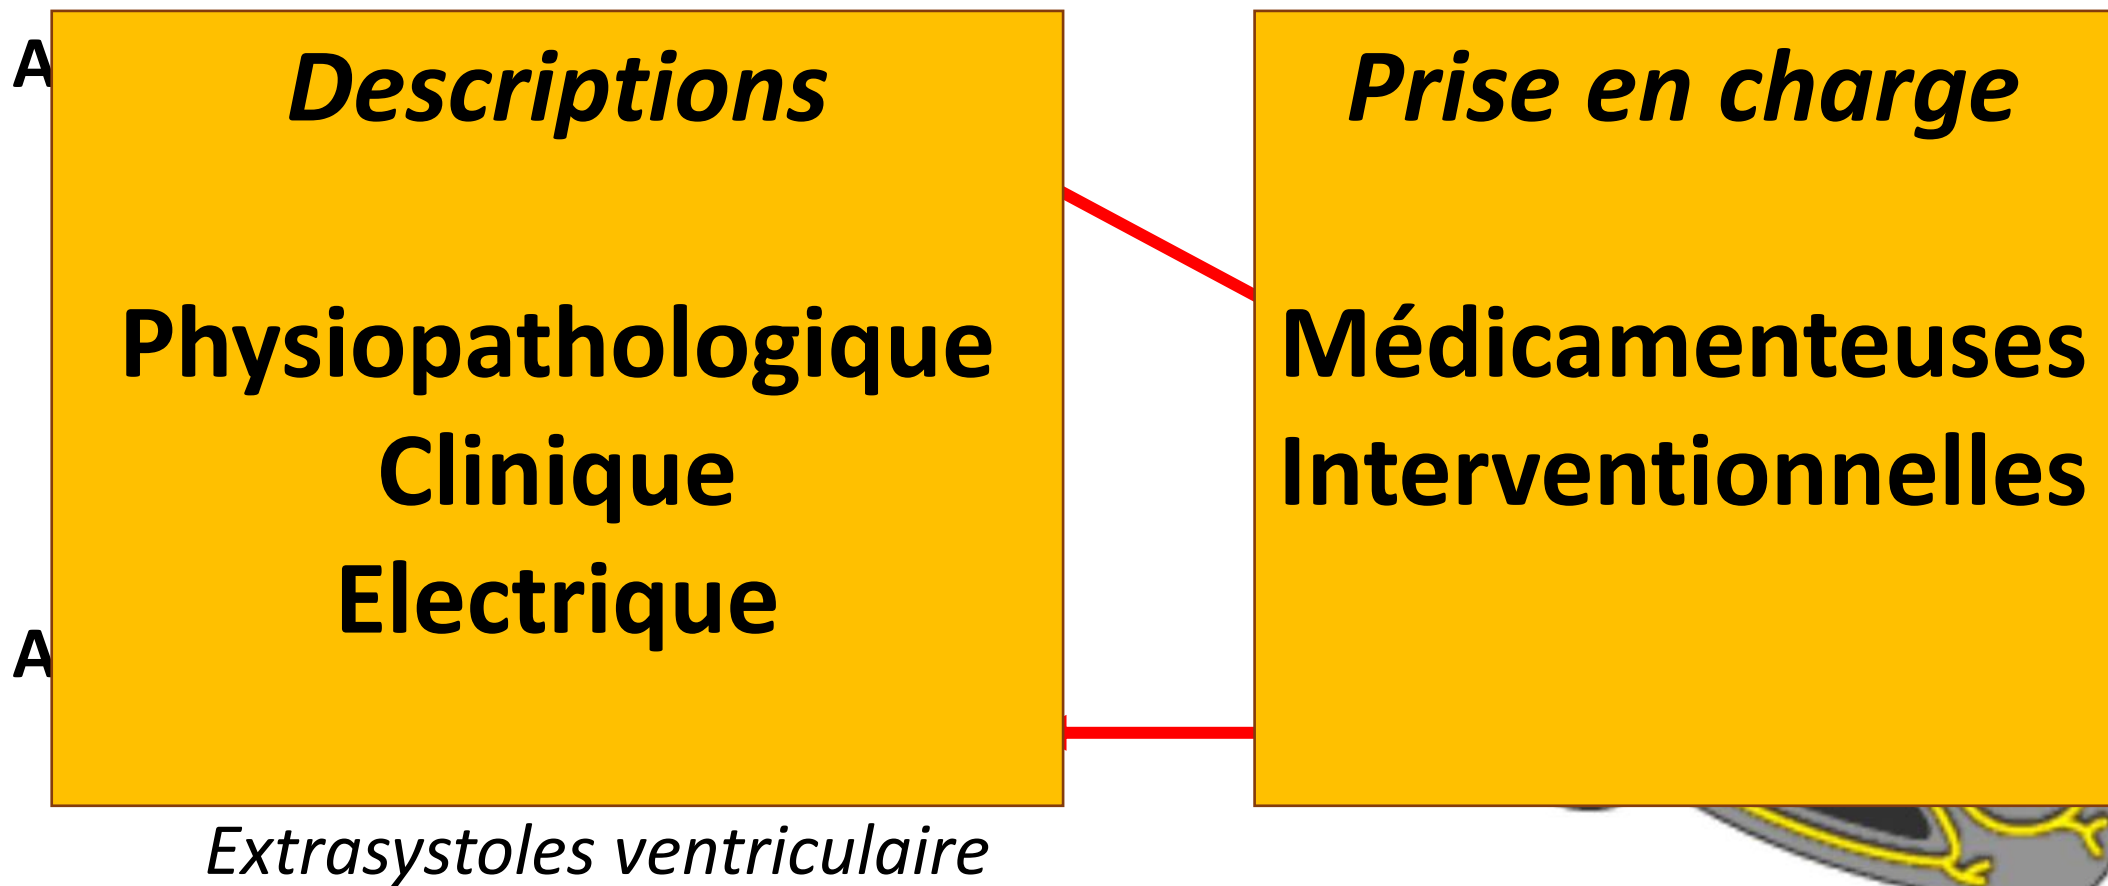 A
Descriptions
Physiopathologique
Clinique
Electrique
A
Prise en charge
Médicamenteuses
Interventionnelles
Extrasystoles ventriculaire